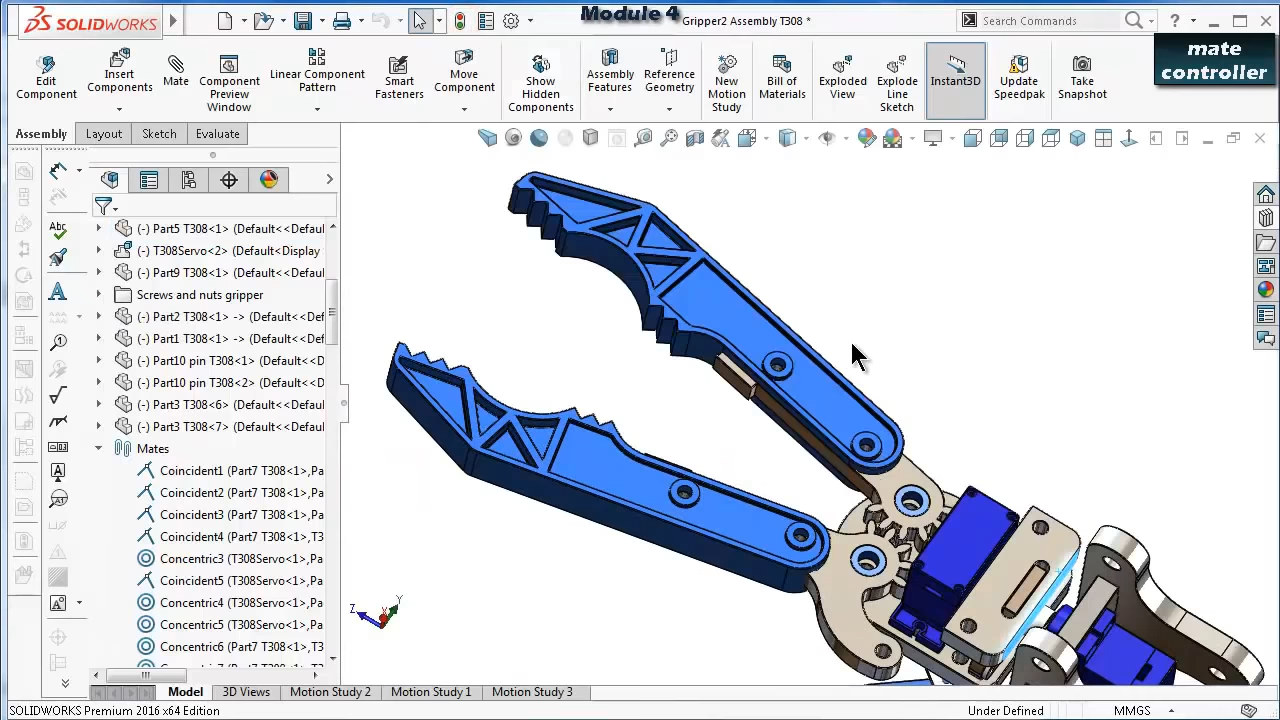 SOLIDWORKS
Module 4
Gripper2 Assembly T308 *
Search Commands
?
mate
controller
Edit
Component
Insert
Components
Mate
Component
Preview
Window
Linear Component
Pattern
Smart
Fasteners
Move
Component
Show
Hidden
Components
Assembly
Features
Reference
Geometry
New
Motion
Study
Bill of
Materials
Exploded
View
Explode
Line
Sketch
Instant3D
Update
Speedpak
Take
Snapshot
Assembly
Layout
Sketch
Evaluate
(-) Part5 T308<1> (Default<<Defaul
(-) T308Servo<2> (Default<Display
(-) Part9 T308<1> (Default<<Defaul
Screws and nuts gripper
(-) Part2 T308<1> -> (Default<<Def
(-) Part1 T308<1> -> (Default<<Def
(-) Part10 pin T308<1> (Default<<D
(-) Part10 pin T308<2> (Default<<D
(-) Part3 T308<6> (Default<<Defaul
(-) Part3 T308<7> (Default<<Defaul
Mates
Coincident1 (Part7 T308<1>,Pa
Coincident2 (Part7 T308<1>,Pa
Coincident3 (Part7 T308<1>,Pa
Coincident4 (Part7 T308<1>,T3
Concentric3 (T308Servo<1>,Pa
Coincident5 (T308Servo<1>,Pa
Concentric4 (T308Servo<1>,Pa
Concentric5 (T308Servo<1>,Pa
Concentric6 (T308Servo<1>,T3
Abc
A
Z
X
Y
Model
3D Views
Motion Study 2
Motion Study 1
Motion Study 3
SOLIDWORKS Premium 2016 x64 Edition
Under Defined
MMGS